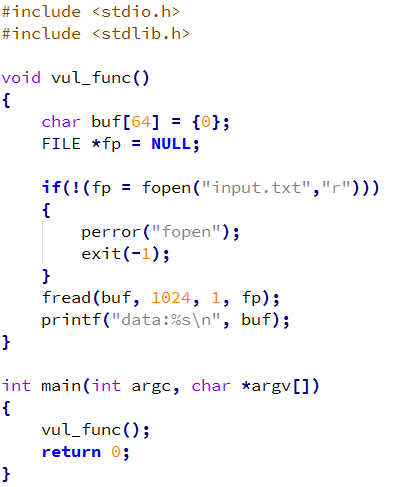 #include <stdio.h>
#include <stdlib.h>
void vul_func()
{
    char buf[64] = {0};
    FILE *fp = NULL;
    if(!(fp = fopen("input.txt","r")))
    {
        perror("fopen");
        exit(-1);
    }
    fread(buf, 1024, 1, fp);
    printf("data:%s\n", buf);
}
int main(int argc, char *argv[])
{
    vul_func();
    return 0;
}